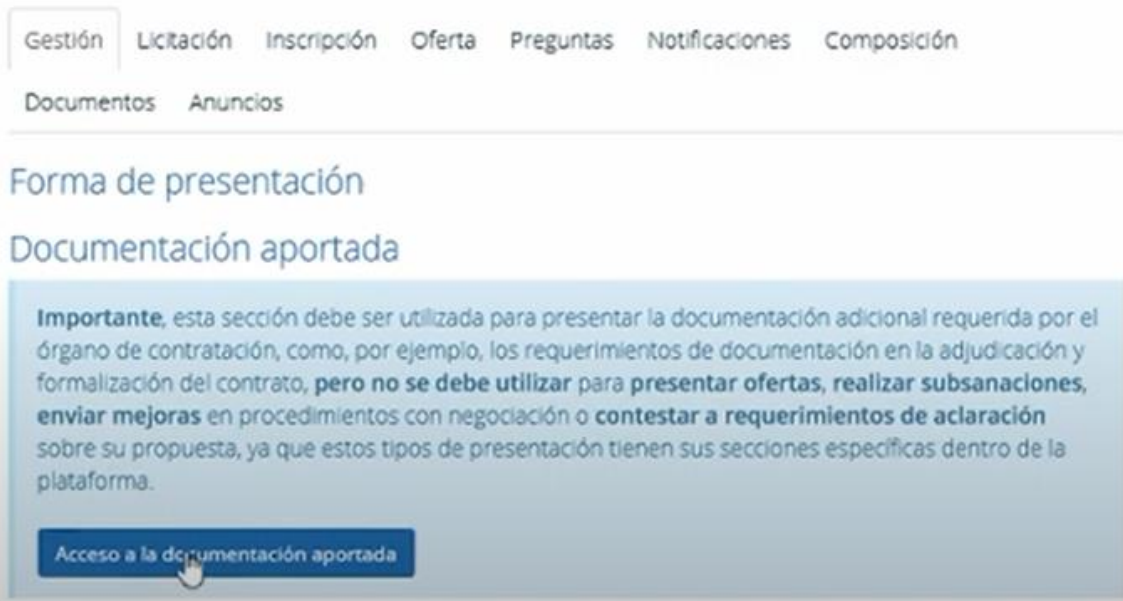 Gestión Licitación Inscripción Oferta Preguntas Notificaciones Composición
Documentos Anuncios
Forma de presentación
Documentación aportada
Importante, esta sección debe ser utilizada para presentar la documentación adicional requerida por el
órgano de contratación, como, por ejemplo, los requerimientos de documentación en la adjudicación y
formalización del contrato, pero no se debe utilizar para presentar ofertas, realizar subsanaciones,
enviar mejoras en procedimientos con negociación o contestar a requerimientos de aclaración
sobre su propuesta, ya que estos tipos de presentación tienen sus secciones específicas dentro de la
plataforma.
Acceso a la documentación aportada